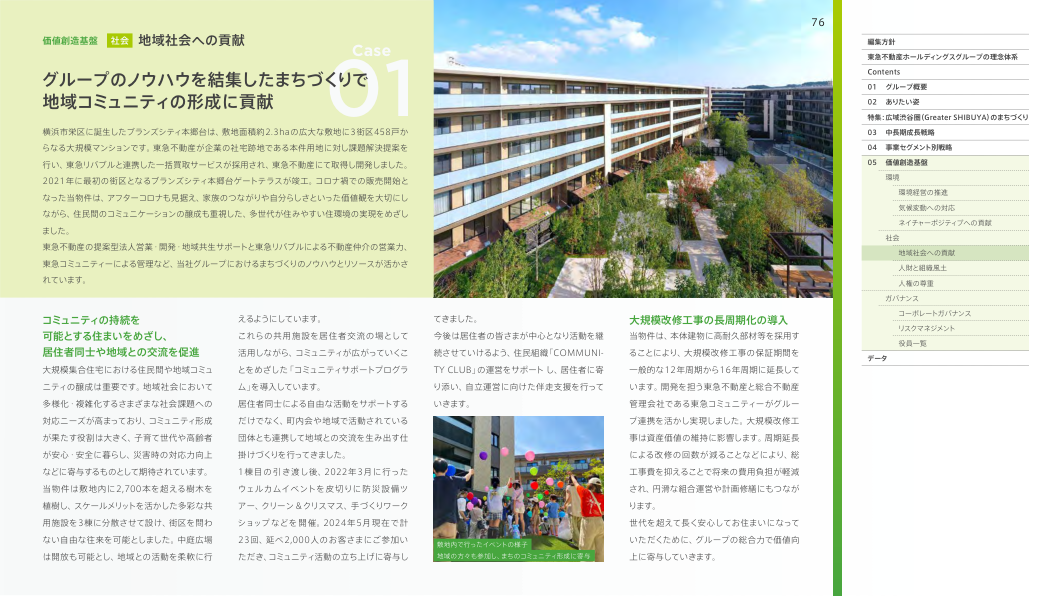 76
価値創造基盤 社会 地域社会への貢献
Case
01
グループのノウハウを結集したまちづくりで
地域コミュニティの形成に貢献
横浜市栄区に誕生したブランズシティ本郷台は、敷地面積約2.3haの広大な敷地に3街区458戸か
らなる大規模マンションです。東急不動産が企業の社宅跡地である本件用地に対し課題解決提案を
行い、東急リバブルと連携した一括買取サービスが採用され、東急不動産にて取得し開発しました。
2021年に最初の街区となるブランズシティ本郷台ゲートテラスが竣工。コロナ禍での販売開始と
なった当物件は、アフターコロナも見据え、家族のつながりや自分らしさといった価値観を大切にし
ながら、住民間のコミュニケーションの醸成も重視した、多世代が住みやすい住環境の実現をめざし
ました。
東急不動産の提案型法人営業・開発・地域共生サポートと東急リバブルによる不動産仲介の営業力、
東急コミュニティーによる管理など、当社グループにおけるまちづくりのノウハウとリソースが活かさ
れています。
コミュニティの持続を
可能とする住まいをめざし、
居住者同士や地域との交流を促進
大規模集合住宅における住民間や地域コミュ
ニティの醸成は重要です。地域社会において
多様化・複雑化するさまざまな社会課題への
対応ニーズが高まっており、コミュニティ形成
が果たす役割は大きく、子育て世代や高齢者
が安心・安全に暮らし、災害時の対応力向上
などに寄与するものとして期待されています。
当物件は敷地内に2,700本を超える樹木を
植樹し、スケールメリットを活かした多彩な共
用施設を3棟に分散させて設け、街区を問わ
ない自由な往来を可能としました。中庭広場
は開放も可能とし、地域との活動を柔軟に行
えるようにしています。
これらの共用施設を居住者交流の場として
活用しながら、コミュニティが広がっていくこ
とをめざした「コミュニティサポートプログラ
ム」を導入しています。
居住者同士による自由な活動をサポートする
だけでなく、町内会や地域で活動されている
団体とも連携して地域との交流を生み出す仕
掛けづくりを行ってきました。
1棟目の引き渡し後、2022年3月に行った
ウェルカムイベントを皮切りに防災設備ツ
アー、クリーン＆クリスマス、手づくりワーク
ショップなどを開催。2024年5月現在で計
23回、延べ2,000人のお客さまにご参加い
ただき、コミュニティ活動の立ち上げに寄与し
てきました。
今後は居住者の皆さまが中心となり活動を継
続させていけるよう、住民組織「COMMUNI-
TY CLUB」の運営をサポートし、居住者に寄
り添い、自立運営に向けた伴走支援を行って
いきます。
敷地内で行ったイベントの様子
地域の方々も参加し、まちのコミュニティ形成に寄与
大規模改修工事の長周期化の導入
当物件は、本体建物に高耐久部材等を採用す
ることにより、大規模改修工事の保証期間を
一般的な12年周期から16年周期に延長して
います。開発を担う東急不動産と総合不動産
管理会社である東急コミュニティーがグルー
プ連携を活かし実現しました。大規模改修工
事は資産価値の維持に影響します。周期延長
による改修の回数が減ることなどにより、総
工事費を抑えることで将来の費用負担が軽減
され、円滑な組合運営や計画修繕にもつなが
ります。
世代を超えて長く安心してお住まいになって
いただくために、グループの総合力で価値向
上に寄与していきます。
編集方針
東急不動産ホールディングスグループの理念体系
Contents
01 グループ概要
02 ありたい姿
特集：広域渋谷圏（Greater SHIBUYA）のまちづくり
03 中長期成長戦略
04 事業セグメント別戦略
05 価値創造基盤
環境
環境経営の推進
気候変動への対応
ネイチャーポジティブへの貢献
社会
地域社会への貢献
人財と組織風土
人権の尊重
ガバナンス
コーポレートガバナンス
リスクマネジメント
役員一覧
データ